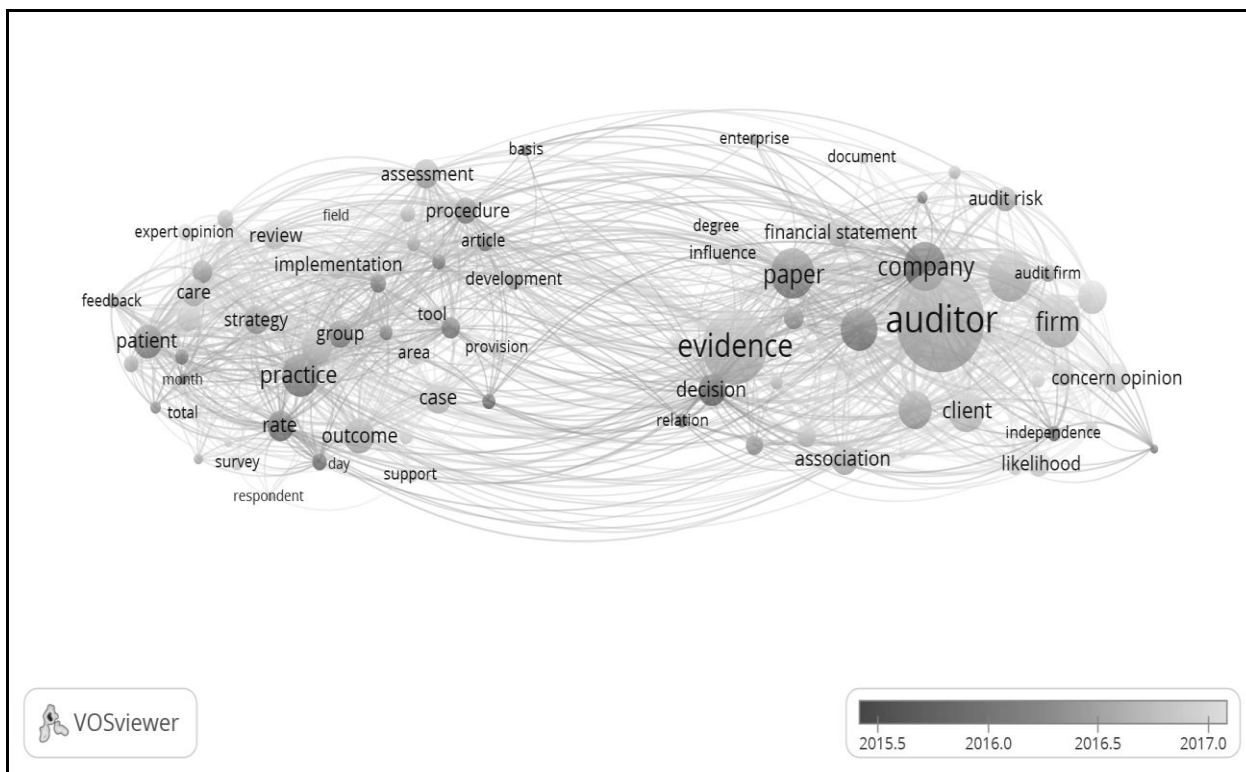 basis
enterprise
document
assessment
audit risk
field
procedure
expert opinion
review
article
degree
financial statement
influence
implementation
development
paper
company
audit firm
care
feedback
strategy
group
tool
auditor
firm
patient
area
provision
evidence
month
practice
decision
concern opinion
case
total
relation
client
rate
outcome
independence
survey
day
support
association
likelihood
respondent
VOSviewer
2015.5 2016.0 2016.5 2017.0